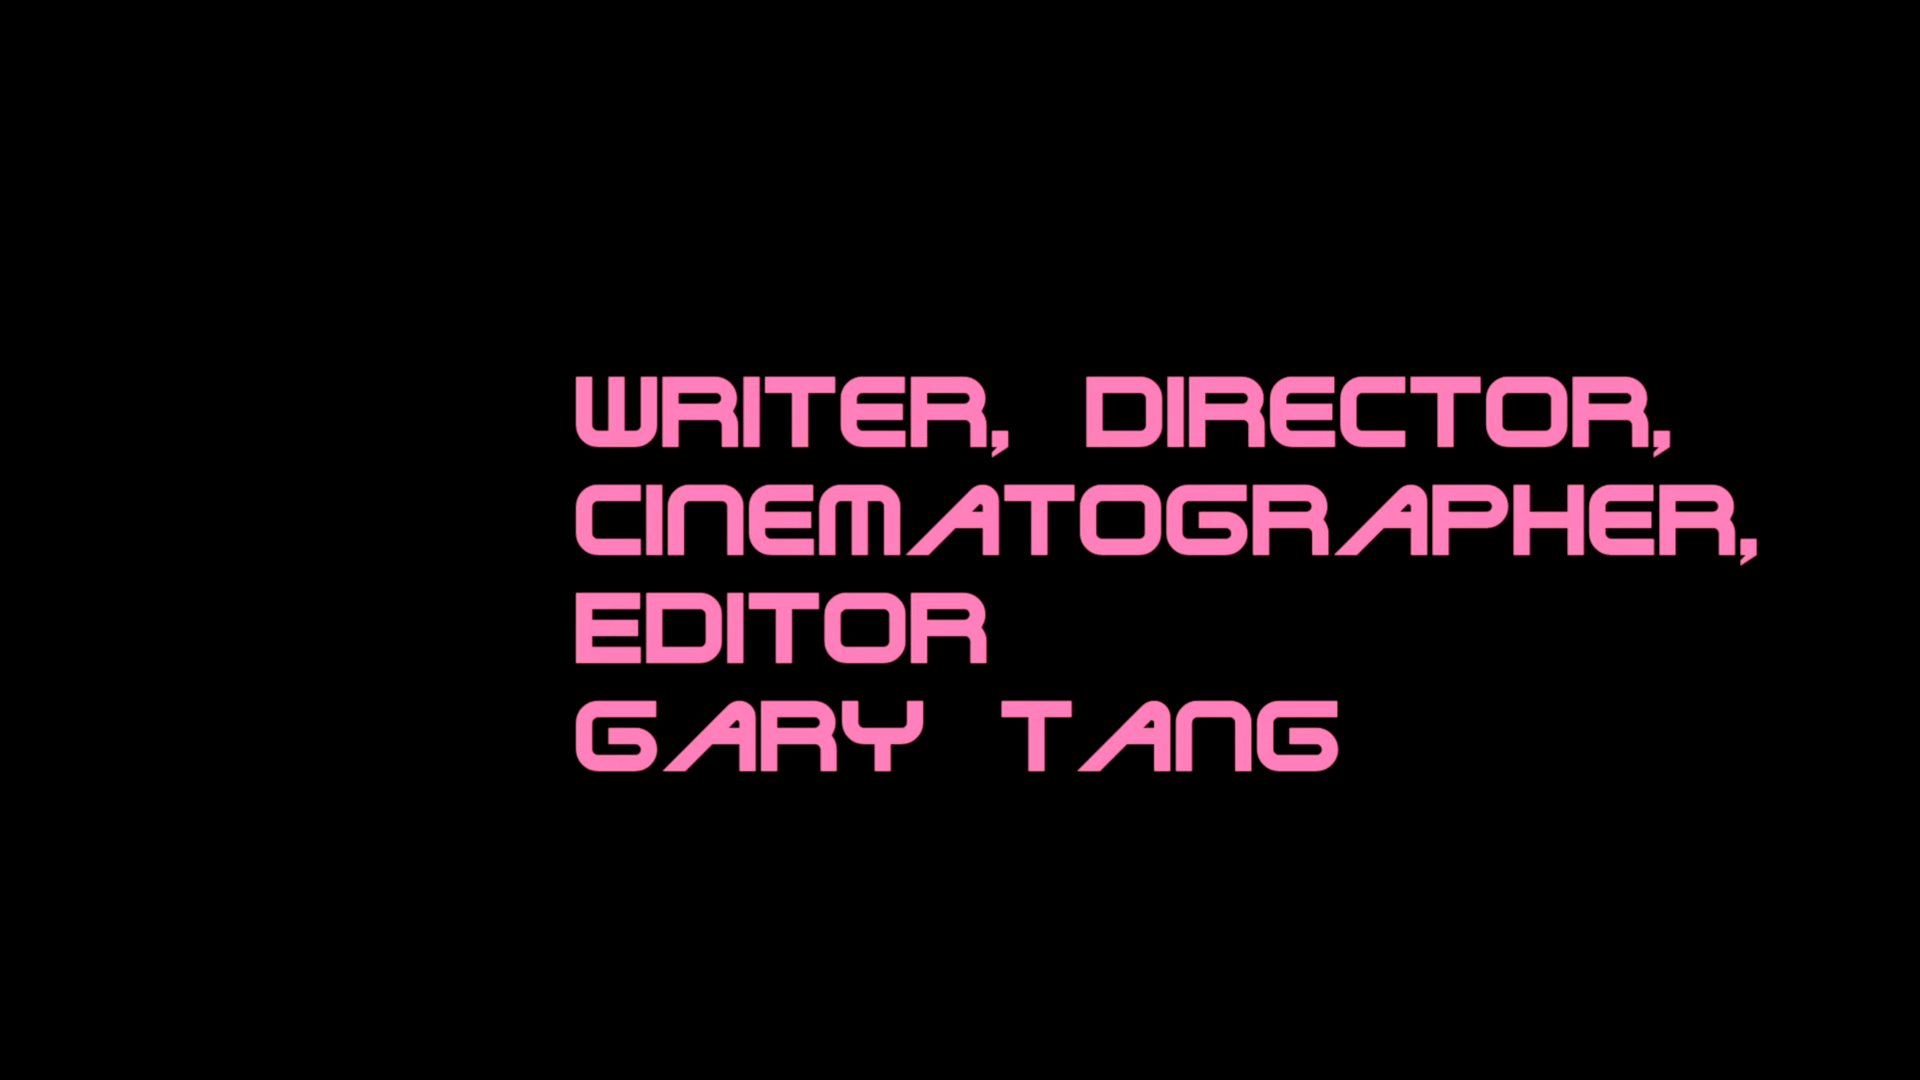 WRITER, DIRECTOR,
CINEMATOGRAPHER,
EDITOR
GARY TANG